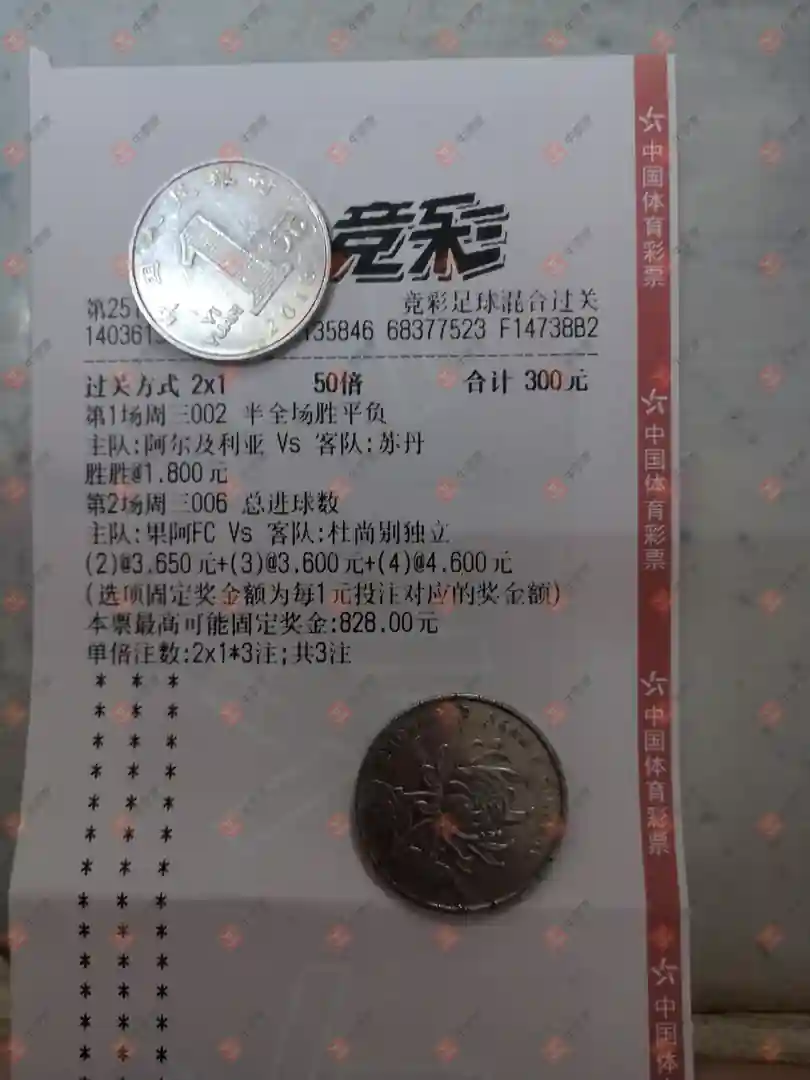 竞彩
第251 竞彩足球混合过关
140361 135846 68377523 F14738B2
过关方式 2x1 50倍 合计 300元
第1场周三002 半全场胜平负
主队:阿尔及利亚 Vs 客队:苏丹
胜胜@1.800元
第2场周三006 总进球数
主队:果阿FC Vs 客队:杜尚别独立
(2)@3.650元+(3)@3.600元+(4)@4.600元
(选项固定奖金额为每1元投注对应的奖金额)
本票最高可能固定奖金:828.00元
单倍注数:2x1*3注;共3注
* * *
* * *
* * *
* * *
* * *
* * *
* * *
* * *
* * *
* * *
* * *
* * *
* * *
中国体育彩票
中国体育彩票
中国体育彩票
中国体
1
YI YUAN